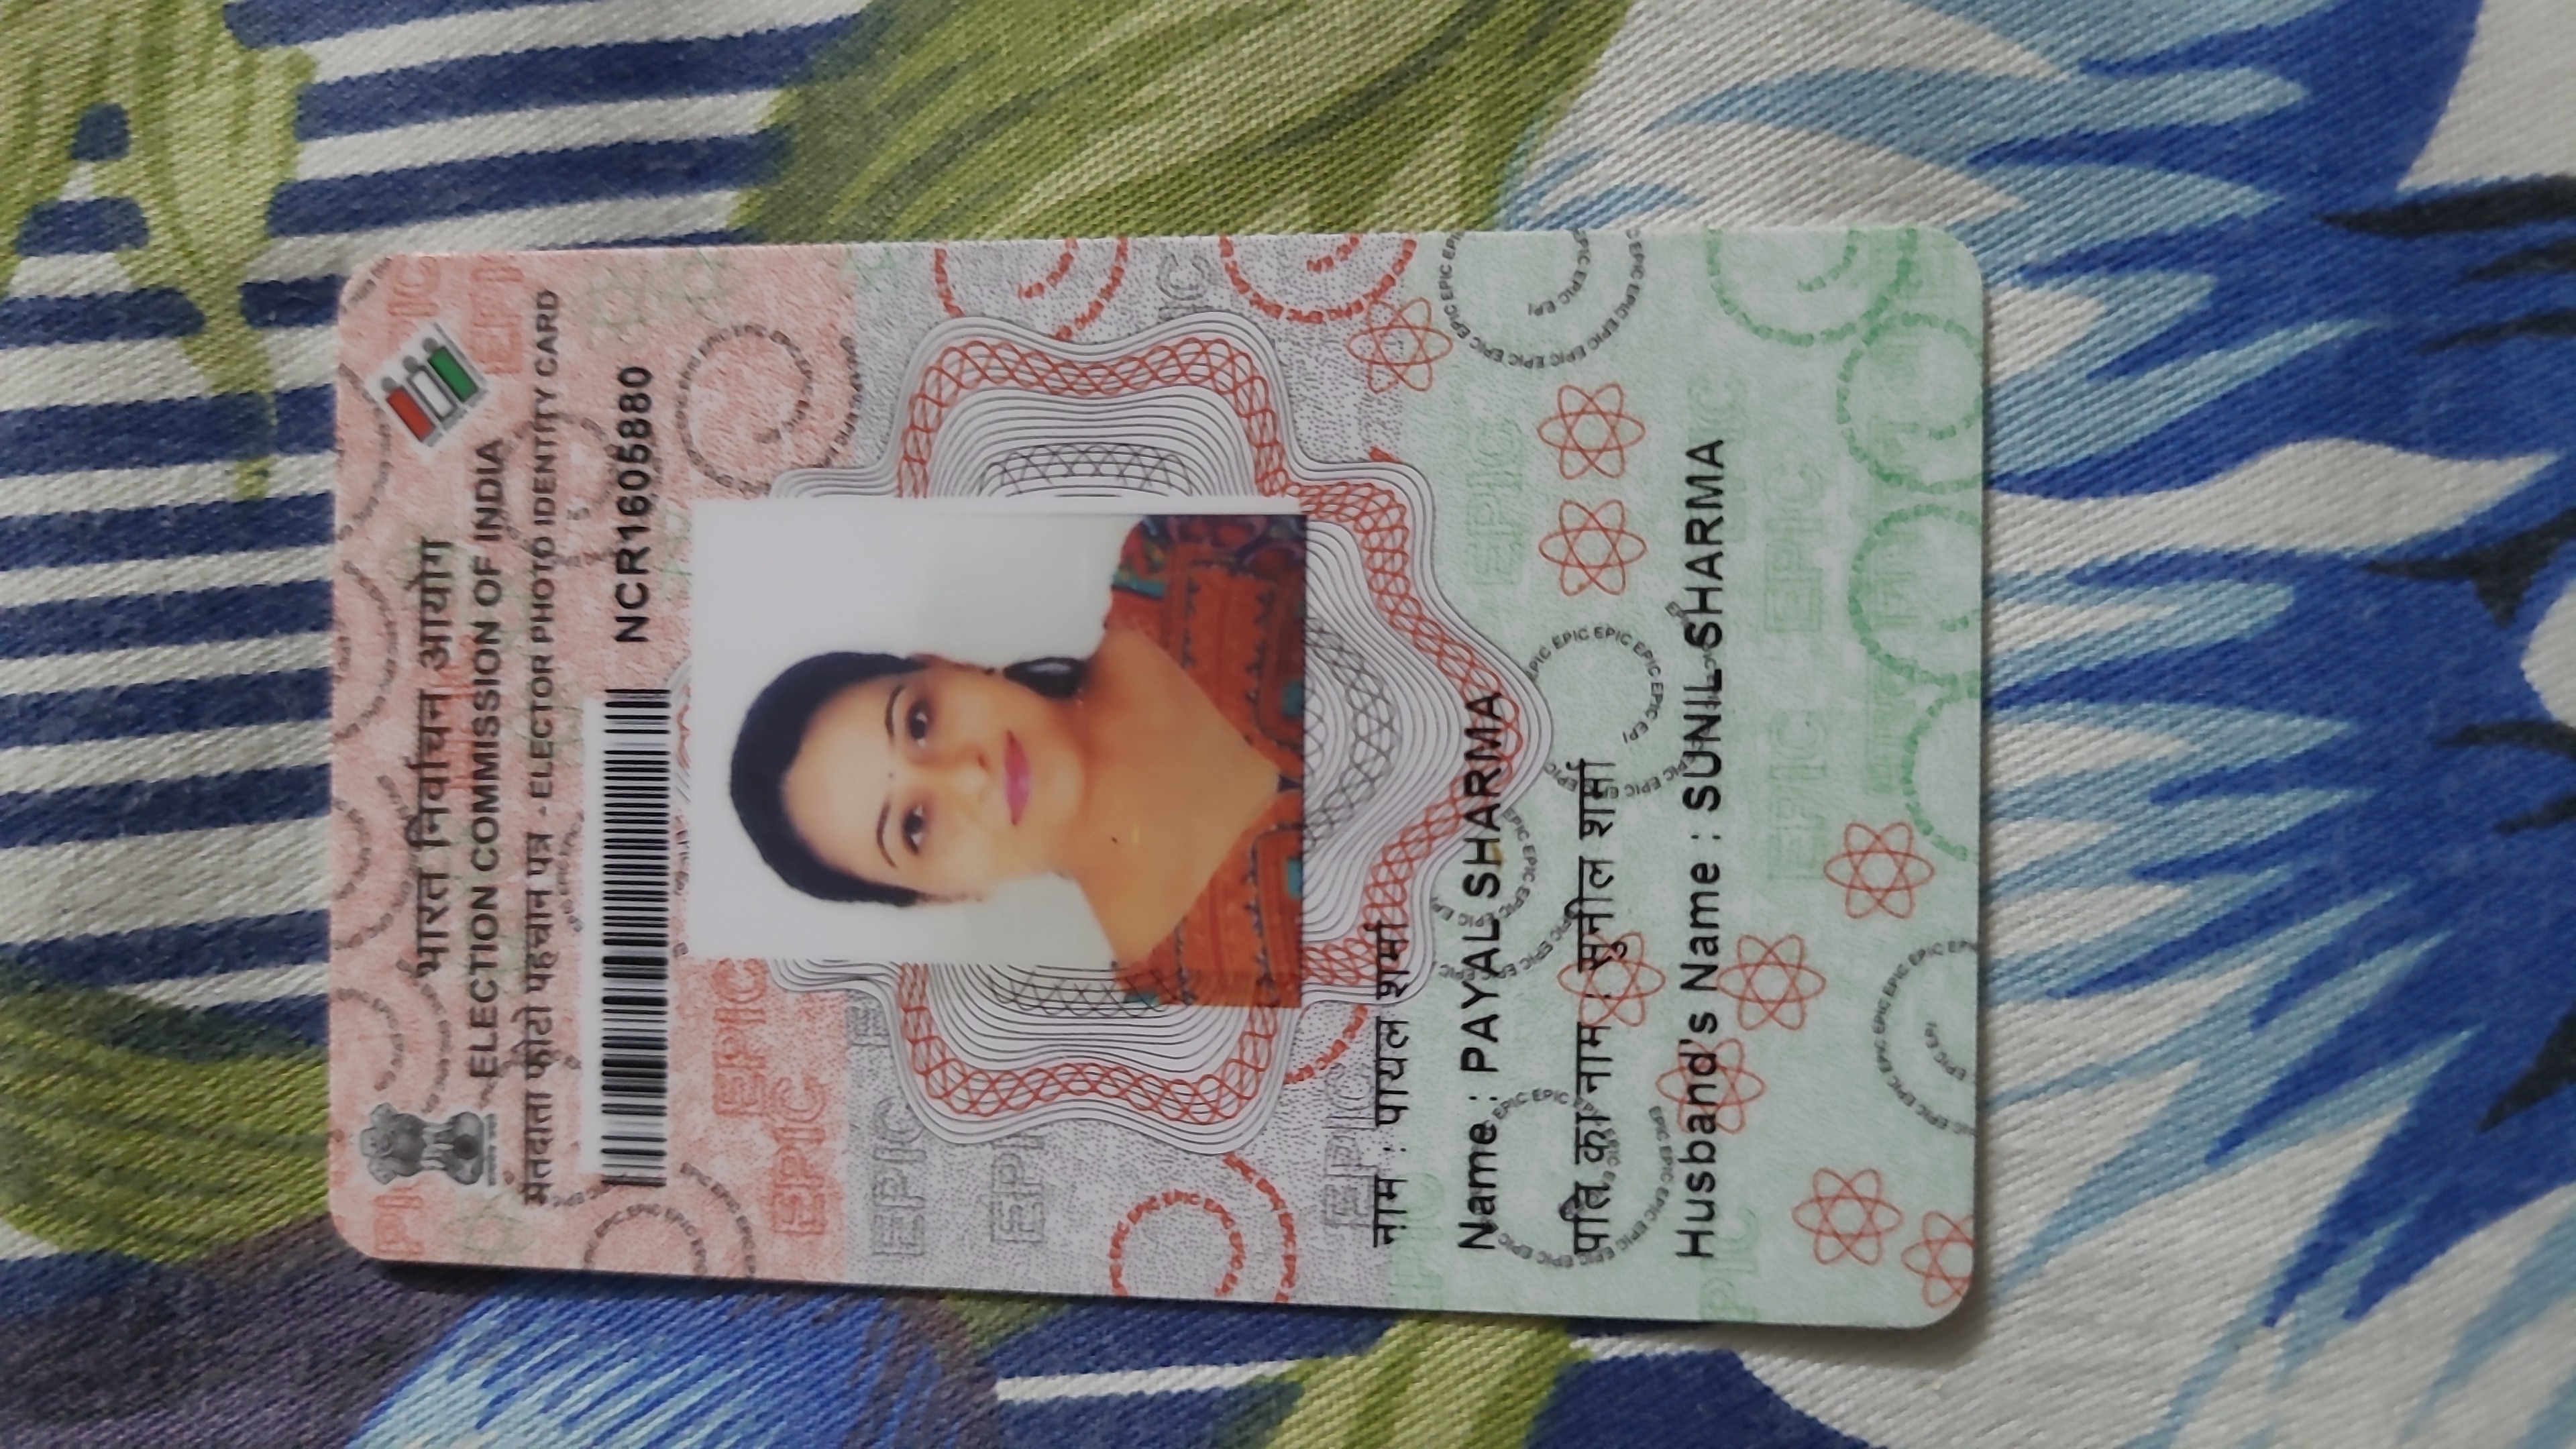 भारत निर्वाचन आयोग
ELECTION COMMISSION OF INDIA
मतदाता फोटो पहचान पत्र - ELECTOR PHOTO IDENTITY CARD
NCR1605880
नाम : पायल शर्मा
Name : PAYAL SHARMA
पति का नाम : सुनील शर्मा
Husband's Name : SUNIL SHARMA